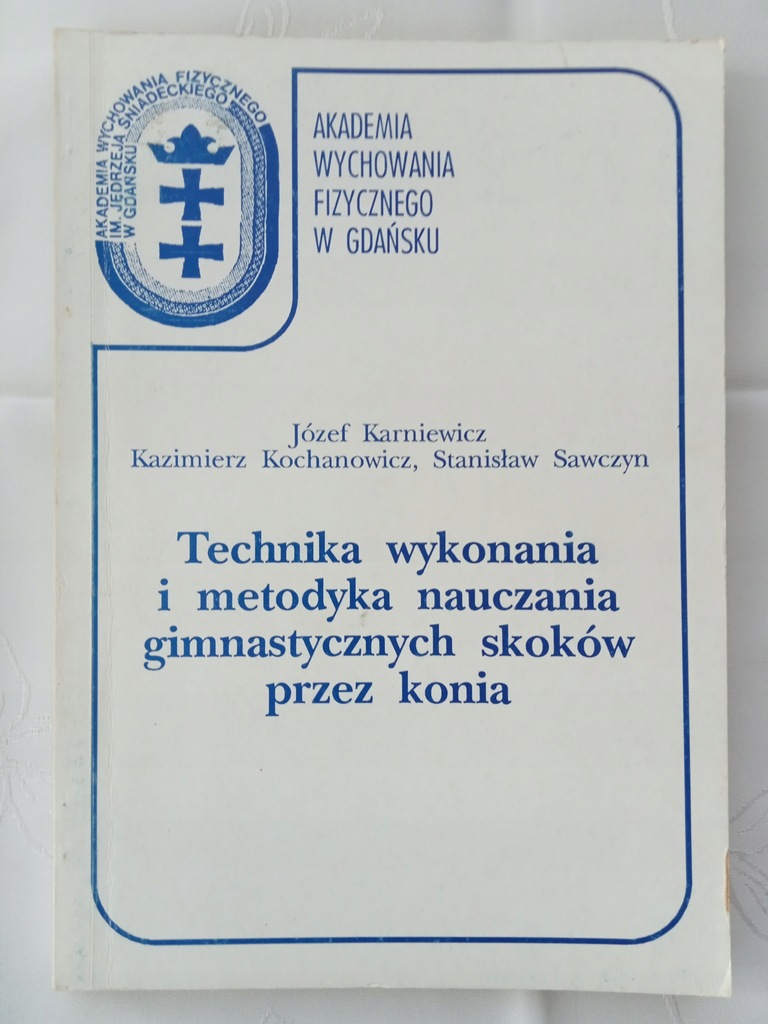 AKADEMIA WYCHOWANIA FIZYCZNEGO
IM. JĘDRZEJA ŚNIADECKIEGO
W GDAŃSKU
AKADEMIA
WYCHOWANIA
FIZYCZNEGO
W GDAŃSKU
Józef Karniewicz
Kazimierz Kochanowicz, Stanisław Sawczyn
Technika wykonania
i metodyka nauczania
gimnastycznych skoków
przez konia